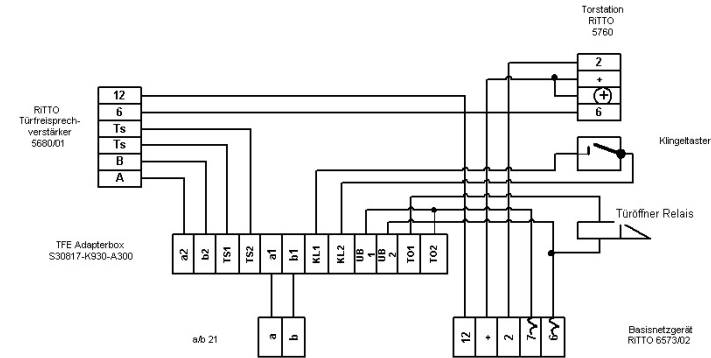 Torstation
RiTTO
5760
2
+
(+)
6
RiTTO
Türfreisprech-
verstärker
5680/01
12
6
Ts
Ts
B
A
Klingeltaster
Türöffner Relais
TFE Adapterbox
S30817-K930-A300
a2
b2
TS1
TS2
a1
b1
KL1
KL2
UB 1
UB 2
TO1
TO2
a/b 21
a
b
12
+
2
7~
6~
Basisnetzgerät
RiTTO 6573/02